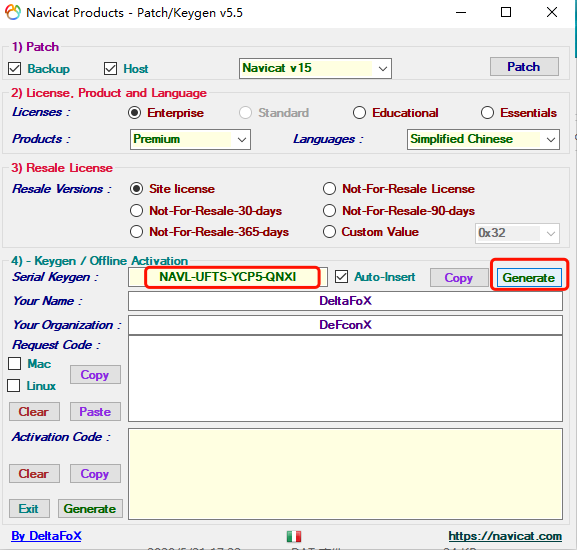 Navicat Products - Patch/Keygen v5.5
1) Patch
Backup Host Navicat v15 Patch
2) License, Product and Language
Licenses : Enterprise Standard Educational Essentials
Products : Premium Languages : Simplified Chinese
3) Resale License
Resale Versions : Site license Not-For-Resale License
Not-For-Resale-30-days Not-For-Resale-90-days
Not-For-Resale-365-days Custom Value 0x32
4) - Keygen / Offline Activation
Serial Keygen : NAVL-UFTS-YCP5-QNXI Auto-Insert Copy Generate
Your Name : DeltaFoX
Your Organization : DeFconX
Request Code :
Mac
Copy
Linux
Clear Paste
Activation Code :
Clear Copy
Exit Generate
By DeltaFoX https://navicat.com